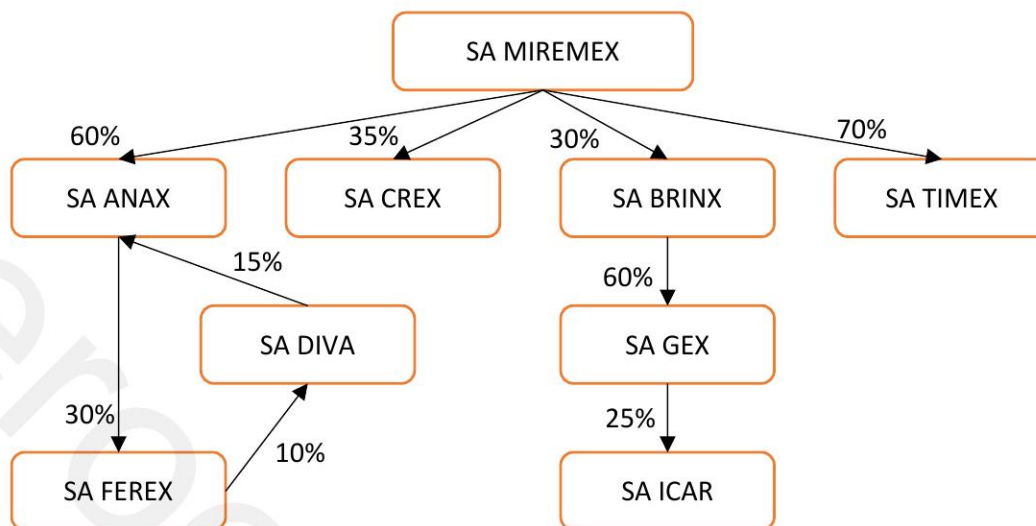 SA MIREMEX
60%
35%
30%
70%
SA ANAX
SA CREX
SA BRINX
SA TIMEX
15%
60%
SA DIVA
SA GEX
30%
10%
25%
SA FEREX
SA ICAR